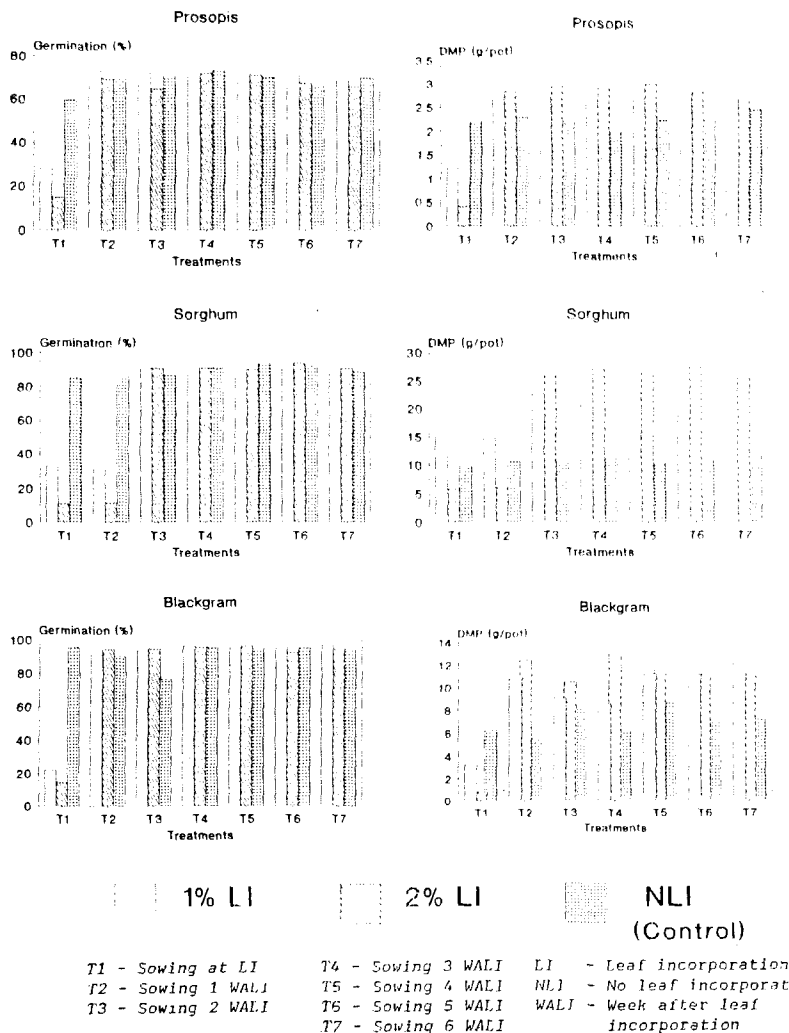 Prosopis
Germination (%)
80
60
40
20
0
T1 T2 T3 T4 T5 T6 T7
Treatments
Prosopis
DMP (g/pot)
3.5
3
2.5
2
1.5
1
0.5
0
T1 T2 T3 T4 T5 T6 T7
Treatments
Sorghum
Germination (%)
100
80
60
40
20
0
T1 T2 T3 T4 T5 T6 T7
Treatments
Sorghum
DMP (g/pot)
30
25
20
15
10
5
0
T1 T2 T3 T4 T5 T6 T7
Treatments
Blackgram
Germination (%)
100
80
60
40
20
0
T1 T2 T3 T4 T5 T6 T7
Treatments
Blackgram
DMP (g/pot)
14
12
10
8
6
4
2
0
T1 T2 T3 T4 T5 T6 T7
Treatments
1% LI
2% LI
NLI
(Control)
T1 - Sowing at LI
T2 - Sowing 1 WALI
T3 - Sowing 2 WALI
T4 - Sowing 3 WALI
T5 - Sowing 4 WALI
T6 - Sowing 5 WALI
T7 - Sowing 6 WALI
LI - Leaf incorporation
NLI - No leaf incorporat
WALI - Week after leaf
incorporation